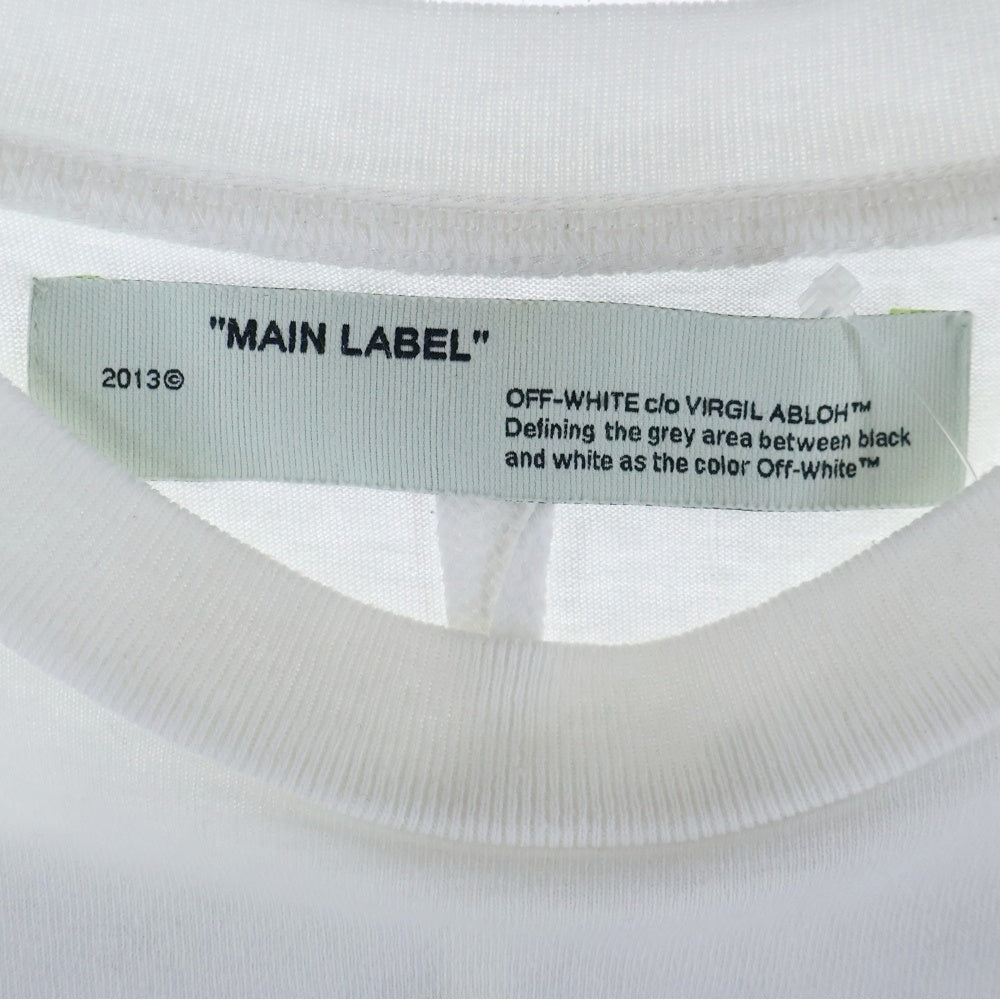 "MAIN LABEL"
2013©
OFF-WHITE c/o VIRGIL ABLOH™
Defining the grey area between black
and white as the color Off-White™